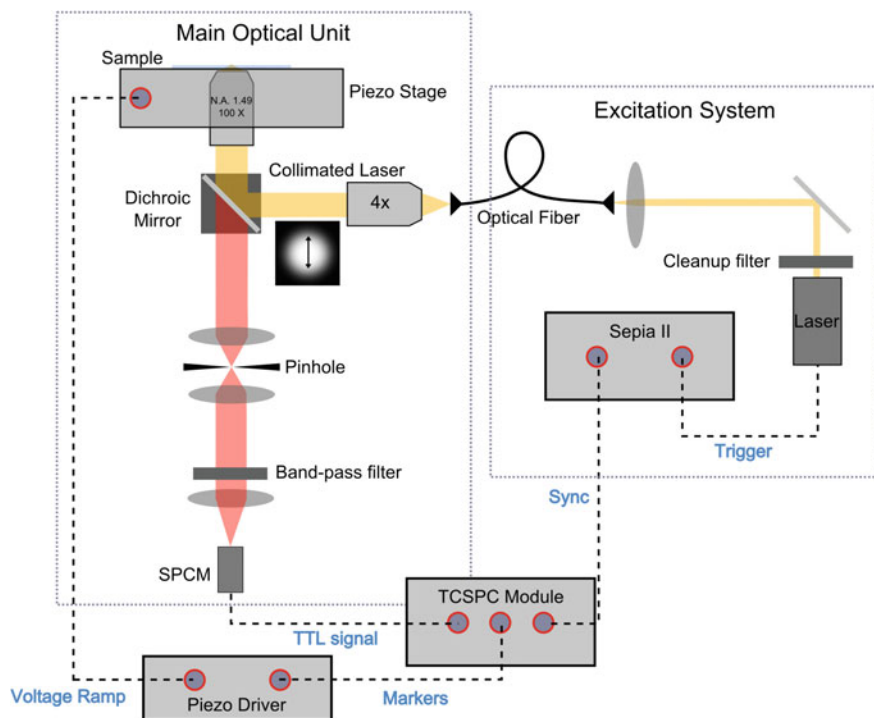 Main Optical Unit
Sample
N.A. 1.49
100 X
Piezo Stage
Collimated Laser
Dichroic
Mirror
4x
Pinhole
Band-pass filter
SPCM
Excitation System
Optical Fiber
Cleanup filter
Laser
Sepia II
Trigger
Sync
TCSPC Module
TTL signal
Voltage Ramp
Piezo Driver
Markers